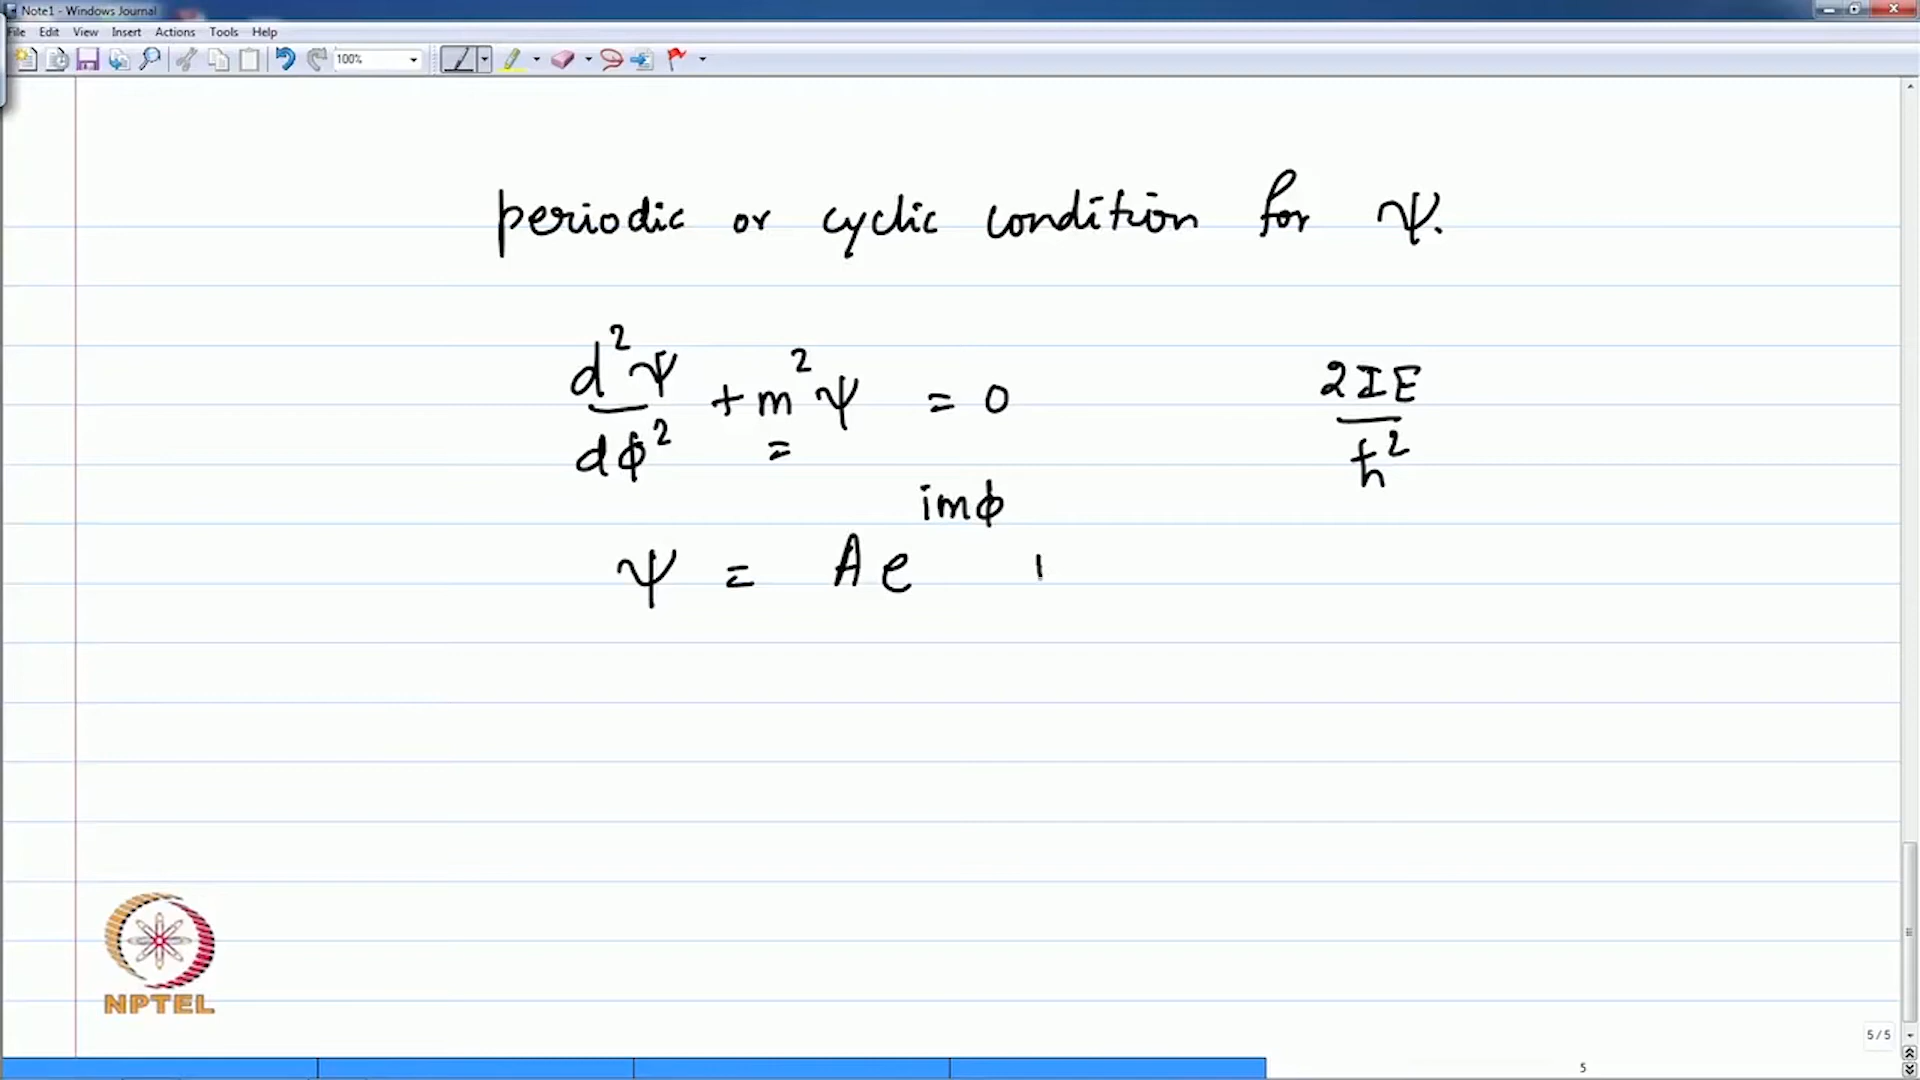 Note1 - Windows Journal
File Edit View Insert Actions Tools Help
100%
periodic or cyclic condition for ψ.
d²ψ/dϕ² + m²ψ = 0
2IE/ħ²
ψ = A e^{imϕ}
NPTEL
5/5
5